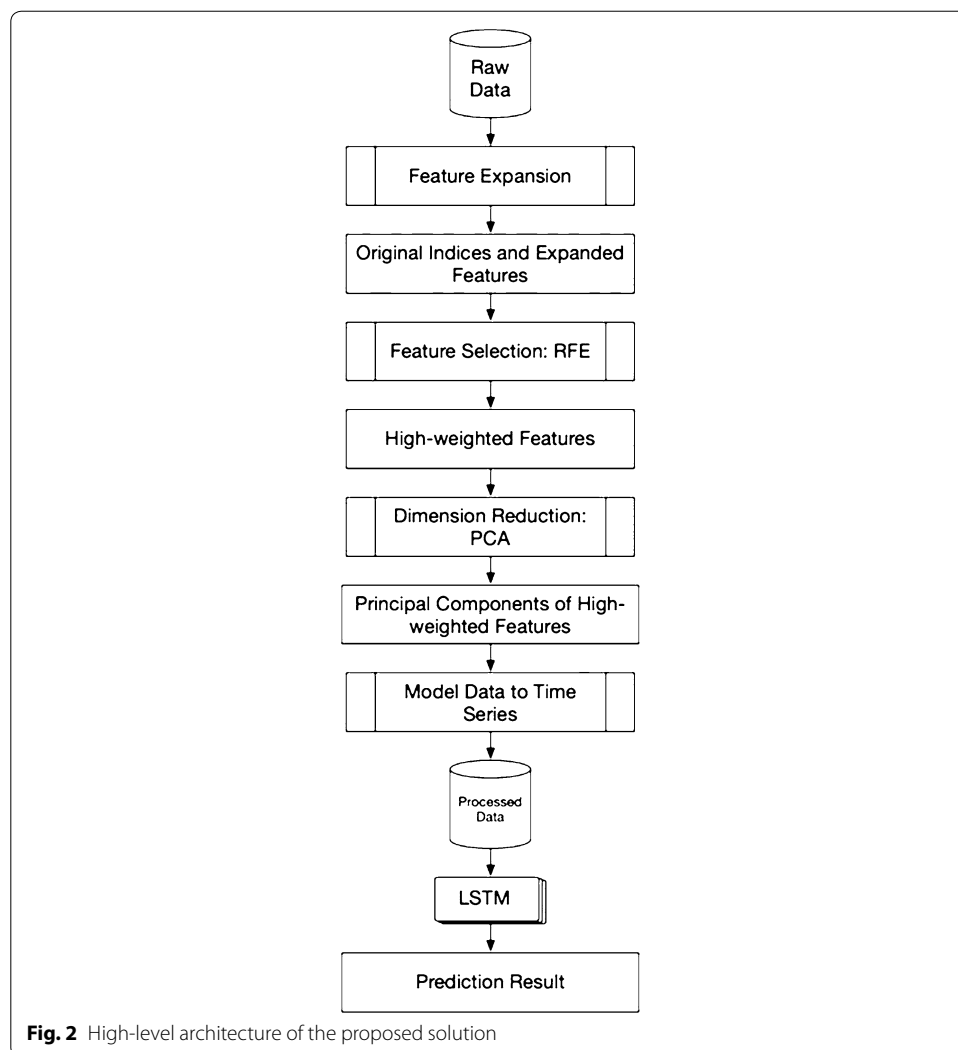 Raw
Data
Feature Expansion
Original Indices and Expanded
Features
Feature Selection: RFE
High-weighted Features
Dimension Reduction:
PCA
Principal Components of High-
weighted Features
Model Data to Time
Series
Processed
Data
LSTM
Prediction Result
Fig. 2 High-level architecture of the proposed solution